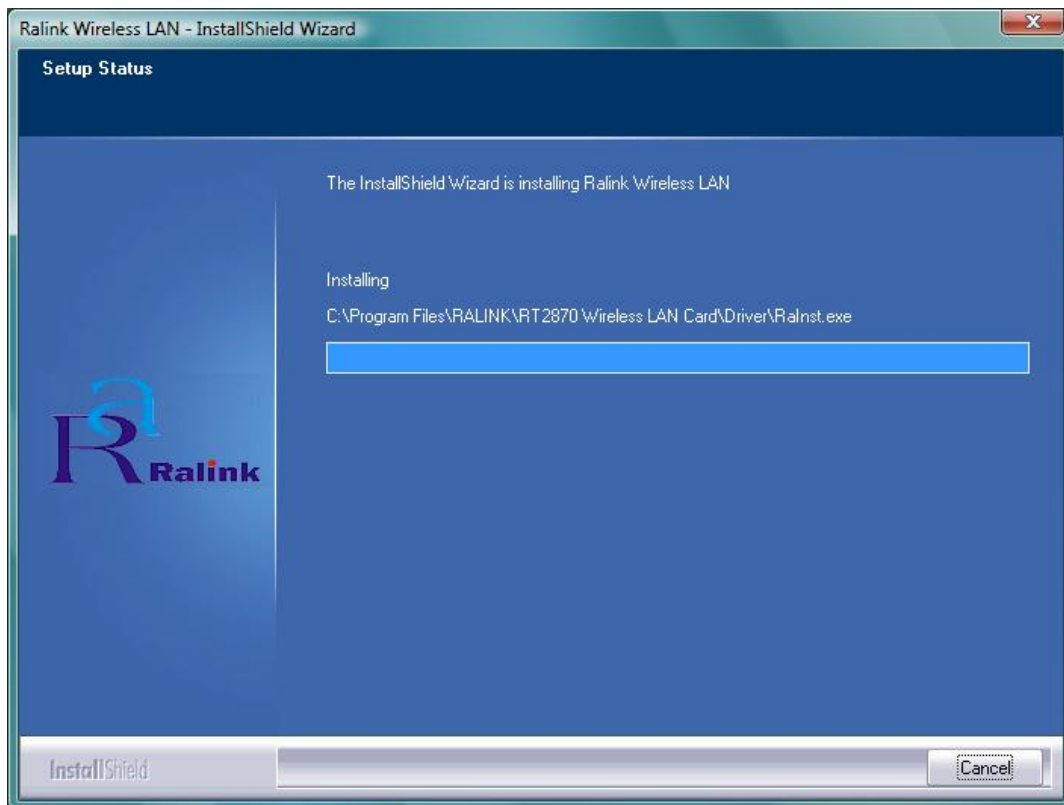 Ralink Wireless LAN - InstallShield Wizard
Setup Status
The InstallShield Wizard is installing Ralink Wireless LAN
Installing
C:\Program Files\RALINK\RT2870 Wireless LAN Card\Driver\RaInst.exe
Ra
Ralink
InstallShield
Cancel